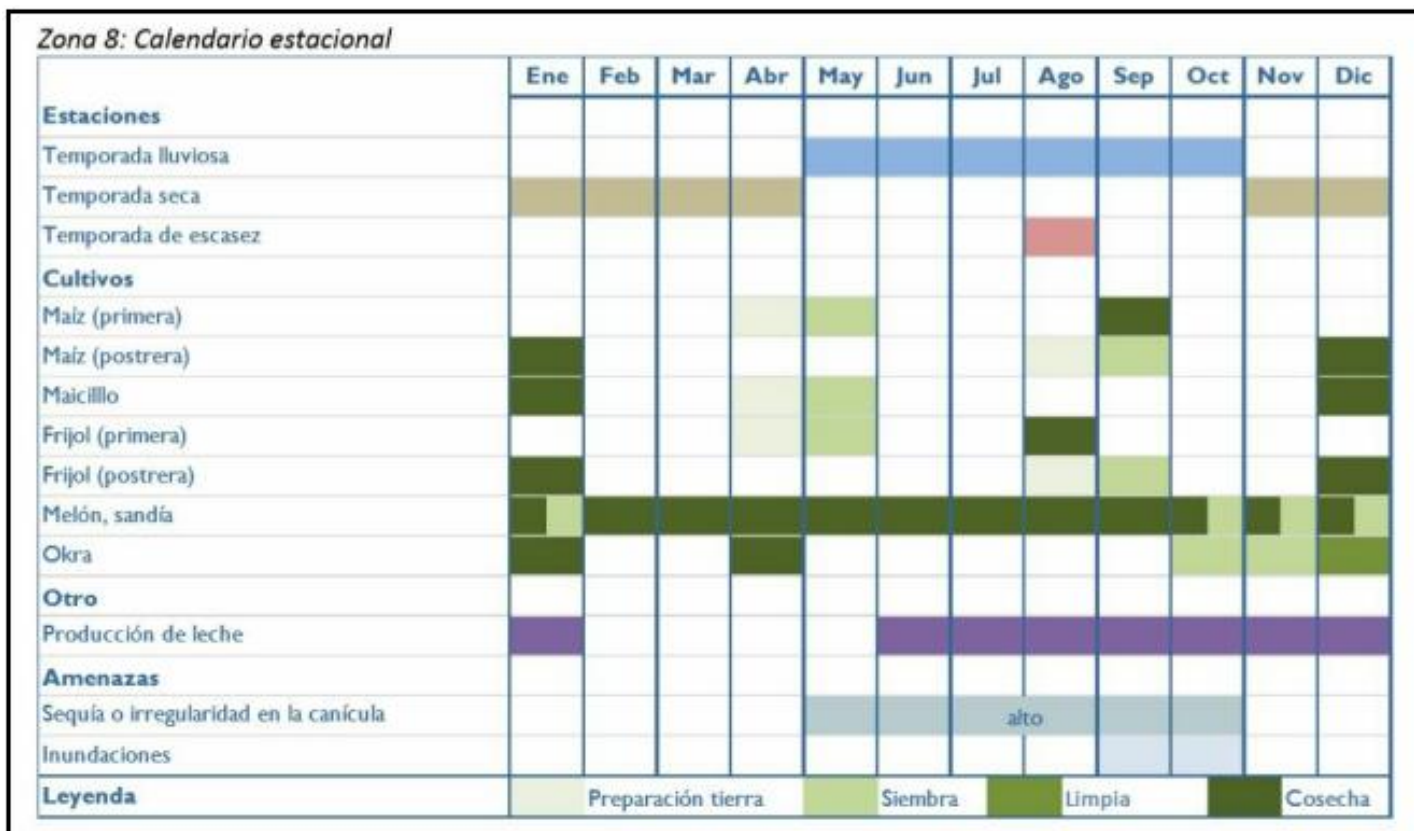 Zona 8: Calendario estacional
Ene Feb Mar Abr May Jun Jul Ago Sep Oct Nov Dic
Estaciones
Temporada lluviosa
Temporada seca
Temporada de escasez
Cultivos
Maíz (primera)
Maíz (postrera)
Maicilllo
Frijol (primera)
Frijol (postrera)
Melón, sandía
Okra
Otro
Producción de leche
Amenazas
Sequía o irregularidad en la canícula alto
Inundaciones
Leyenda Preparación tierra Siembra Limpia Cosecha